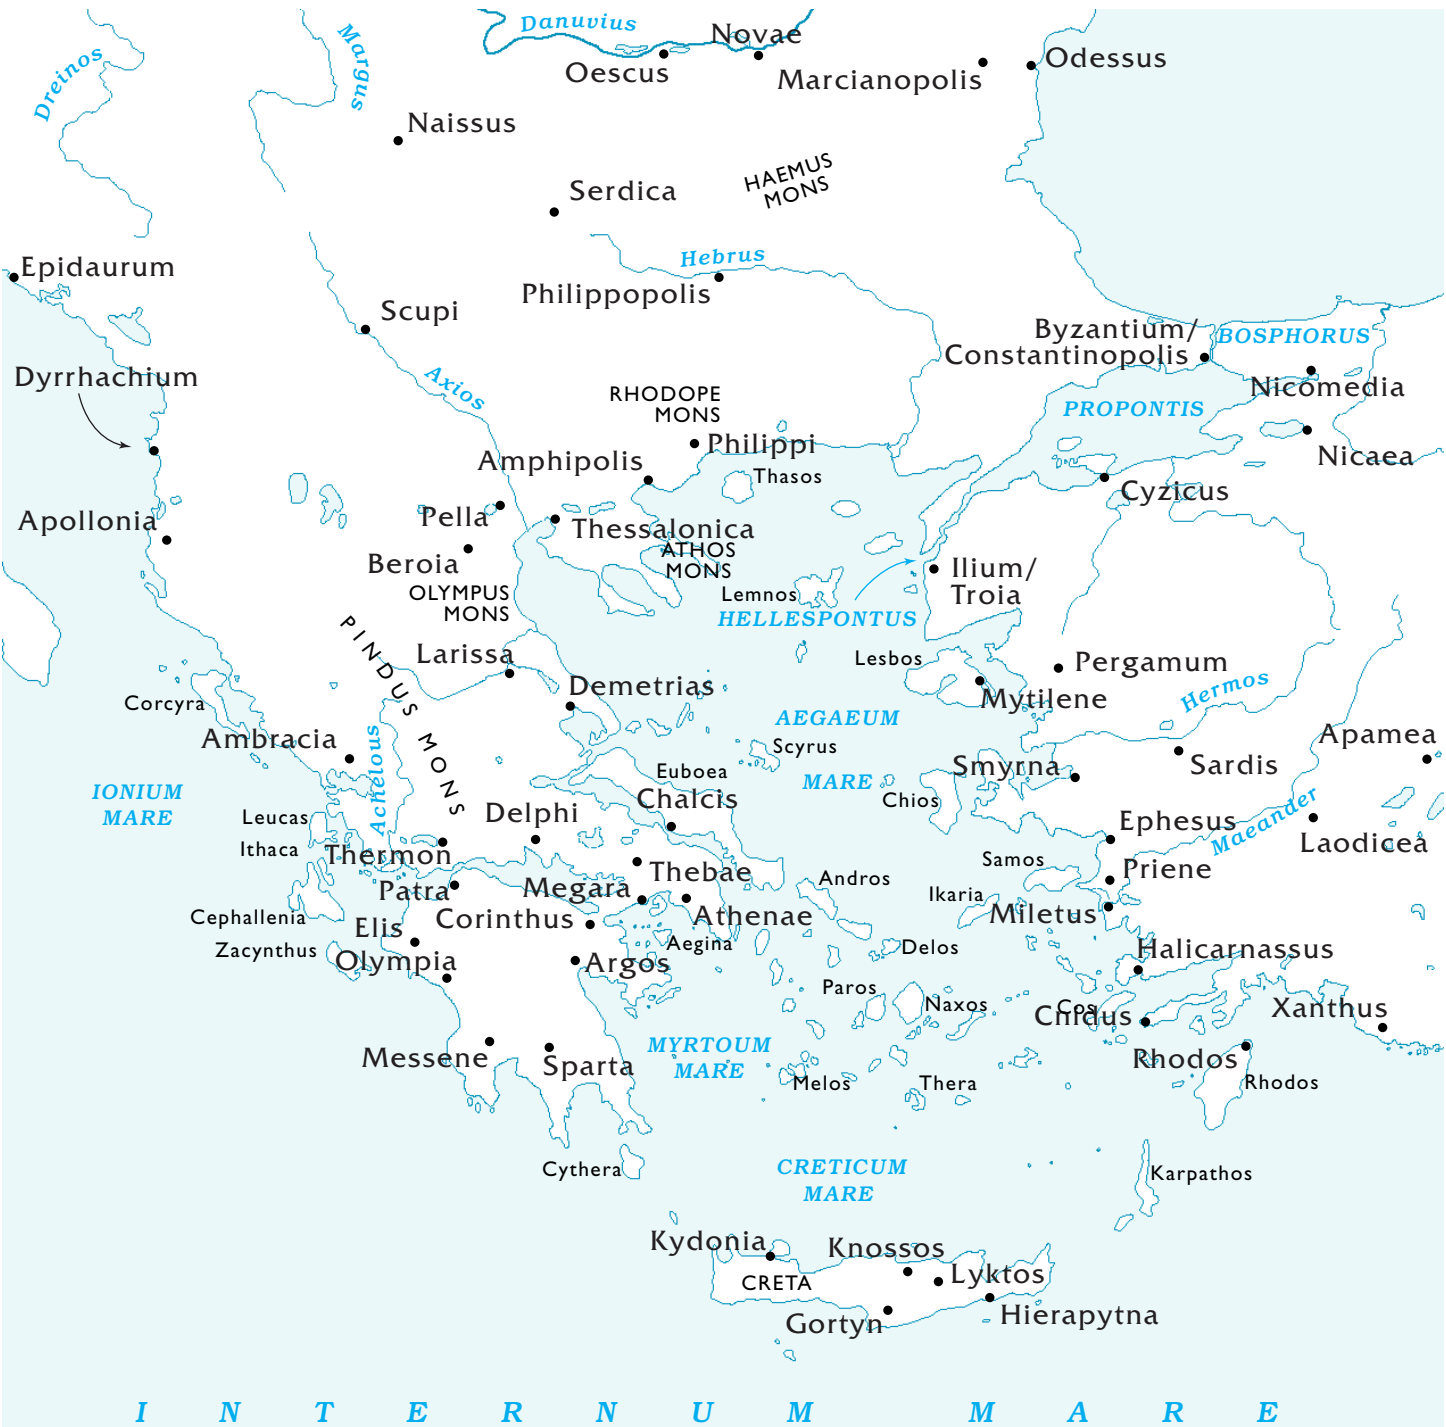 Danuvius
Novae
Oescus
Marcianopolis
Odessus
Dreinos
Margus
Naissus
HAEMUS
MONS
Serdica
Hebrus
Epidaurum
Philippopolis
Scupi
Byzantium/
Constantinopolis
BOSPHORUS
Dyrrhachium
Axios
Nicomedia
RHODOPE
MONS
PROPONTIS
Philippi
Nicaea
Amphipolis
Thasos
Cyzicus
Apollonia
Pella
Thessalonica
ATHOS
MONS
Beroia
Ilium/
Troia
OLYMPUS
MONS
Lemnos
HELLESPONTUS
PINDUS MONS
Larissa
Lesbos
Pergamum
Demetrias
Mytilene
Hermos
Corcyra
AEGAEUM
MARE
Ambracia
Achelous
Scyrus
Apamea
Smyrna
Sardis
Euboea
IONIUM
MARE
Chalcis
Chios
Leucas
Delphi
Ephesus
Maeander
Ithaca
Thermon
Laodicea
Samos
Thebae
Priene
Patra
Megara
Andros
Ikaria
Cephallenia
Corinthus
Athenae
Miletus
Elis
Zacynthus
Aegina
Delos
Halicarnassus
Olympia
Argos
Paros
Naxos
Cos
Cnidus
Xanthus
MYRTOUM
MARE
Messene
Sparta
Rhodos
Melos
Thera
Rhodos
Cythera
CRETICUM
MARE
Karpathos
Kydonia
Knossos
CRETA
Lyktos
Gortyn
Hierapytna
INTERNUM MARE